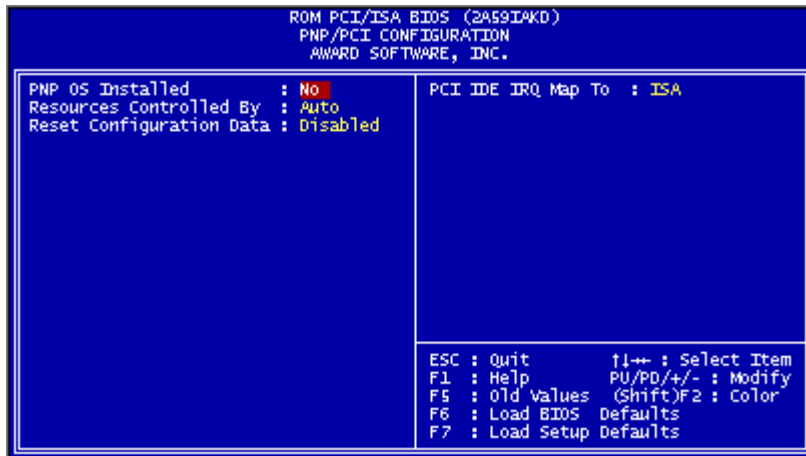 ROM PCI/ISA BIOS (2A59IAKD)
PNP/PCI CONFIGURATION
AWARD SOFTWARE, INC.
PNP OS Installed : No
Resources Controlled By : Auto
Reset Configuration Data : Disabled
PCI IDE IRQ Map To : ISA
ESC : Quit ↑↓→← : Select Item
F1 : Help PU/PD/+/- : Modify
F5 : Old Values (Shift)F2 : Color
F6 : Load BIOS Defaults
F7 : Load Setup Defaults